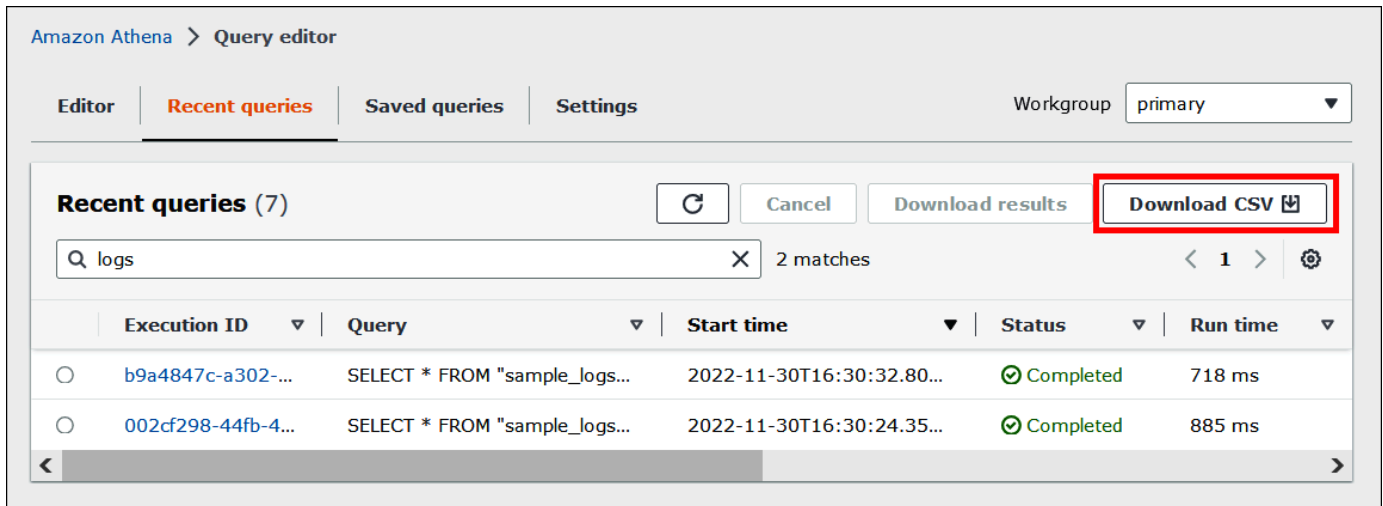 Amazon Athena > Query editor
Editor Recent queries Saved queries Settings Workgroup primary
Recent queries (7) Cancel Download results Download CSV
logs 2 matches < 1 >
Execution ID Query Start time Status Run time
b9a4847c-a302-... SELECT * FROM "sample_logs... 2022-11-30T16:30:32.80... Completed 718 ms
002cf298-44fb-4... SELECT * FROM "sample_logs... 2022-11-30T16:30:24.35... Completed 885 ms